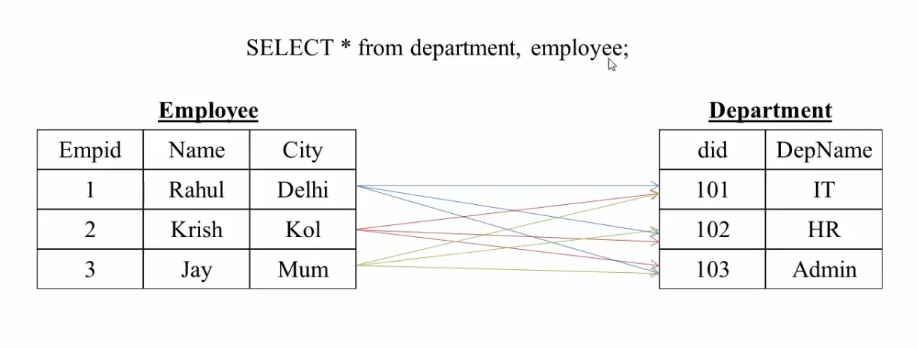 SELECT * from department, employee;
Employee
Empid Name City
1 Rahul Delhi
2 Krish Kol
3 Jay Mum
Department
did DepName
101 IT
102 HR
103 Admin